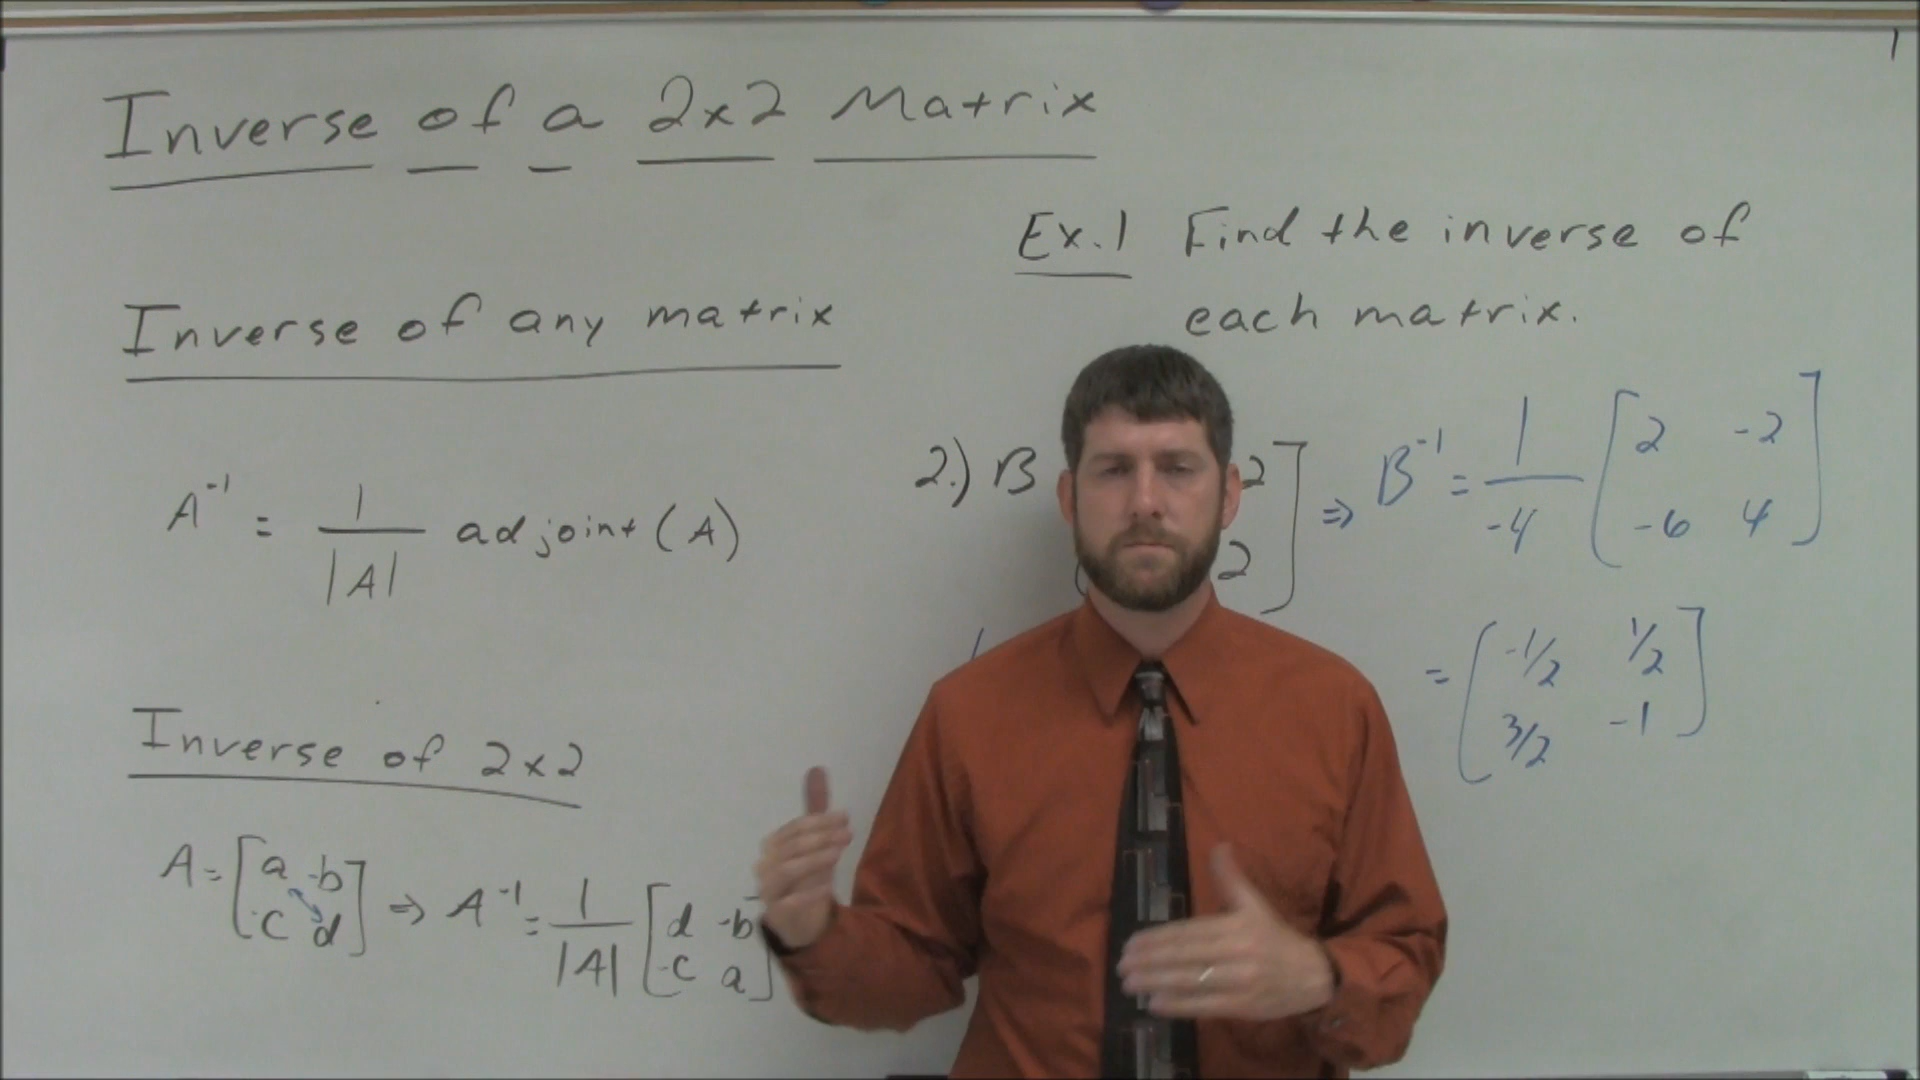 Inverse of a 2x2 Matrix
Inverse of any matrix
A⁻¹ = 1/|A| adjoint (A)
Inverse of 2x2
A = [a -b
-c d] ⇒ A⁻¹ = 1/|A| [d -b
-c a]
Ex.1 Find the inverse of
each matrix.
2.) B 2
2] ⇒ B⁻¹ = 1/-4 [2 -2
-6 4]
= [-1/2 1/2
3/2 -1]